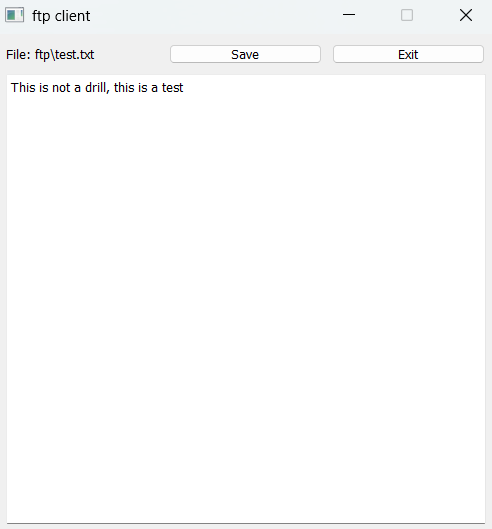 ftp client
File: ftp\test.txt Save Exit
This is not a drill, this is a test